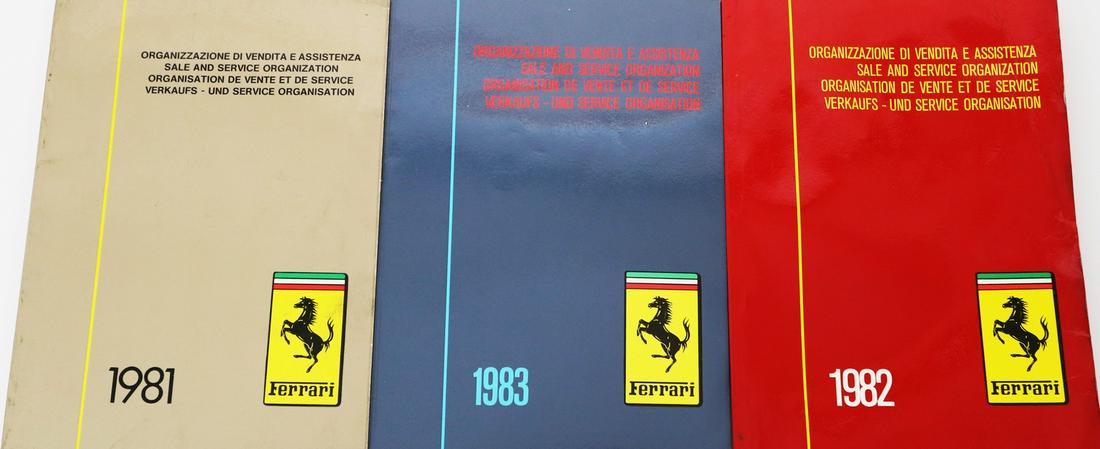 ORGANIZZAZIONE DI VENDITA E ASSISTENZA
SALE AND SERVICE ORGANIZATION
ORGANISATION DE VENTE ET DE SERVICE
VERKAUFS - UND SERVICE ORGANISATION
1981
Ferrari
ORGANIZZAZIONE DI VENDITA E ASSISTENZA
SALE AND SERVICE ORGANIZATION
ORGANISATION DE VENTE ET DE SERVICE
VERKAUFS - UND SERVICE ORGANISATION
1983
Ferrari
ORGANIZZAZIONE DI VENDITA E ASSISTENZA
SALE AND SERVICE ORGANIZATION
ORGANISATION DE VENTE ET DE SERVICE
VERKAUFS - UND SERVICE ORGANISATION
1982
Ferrari